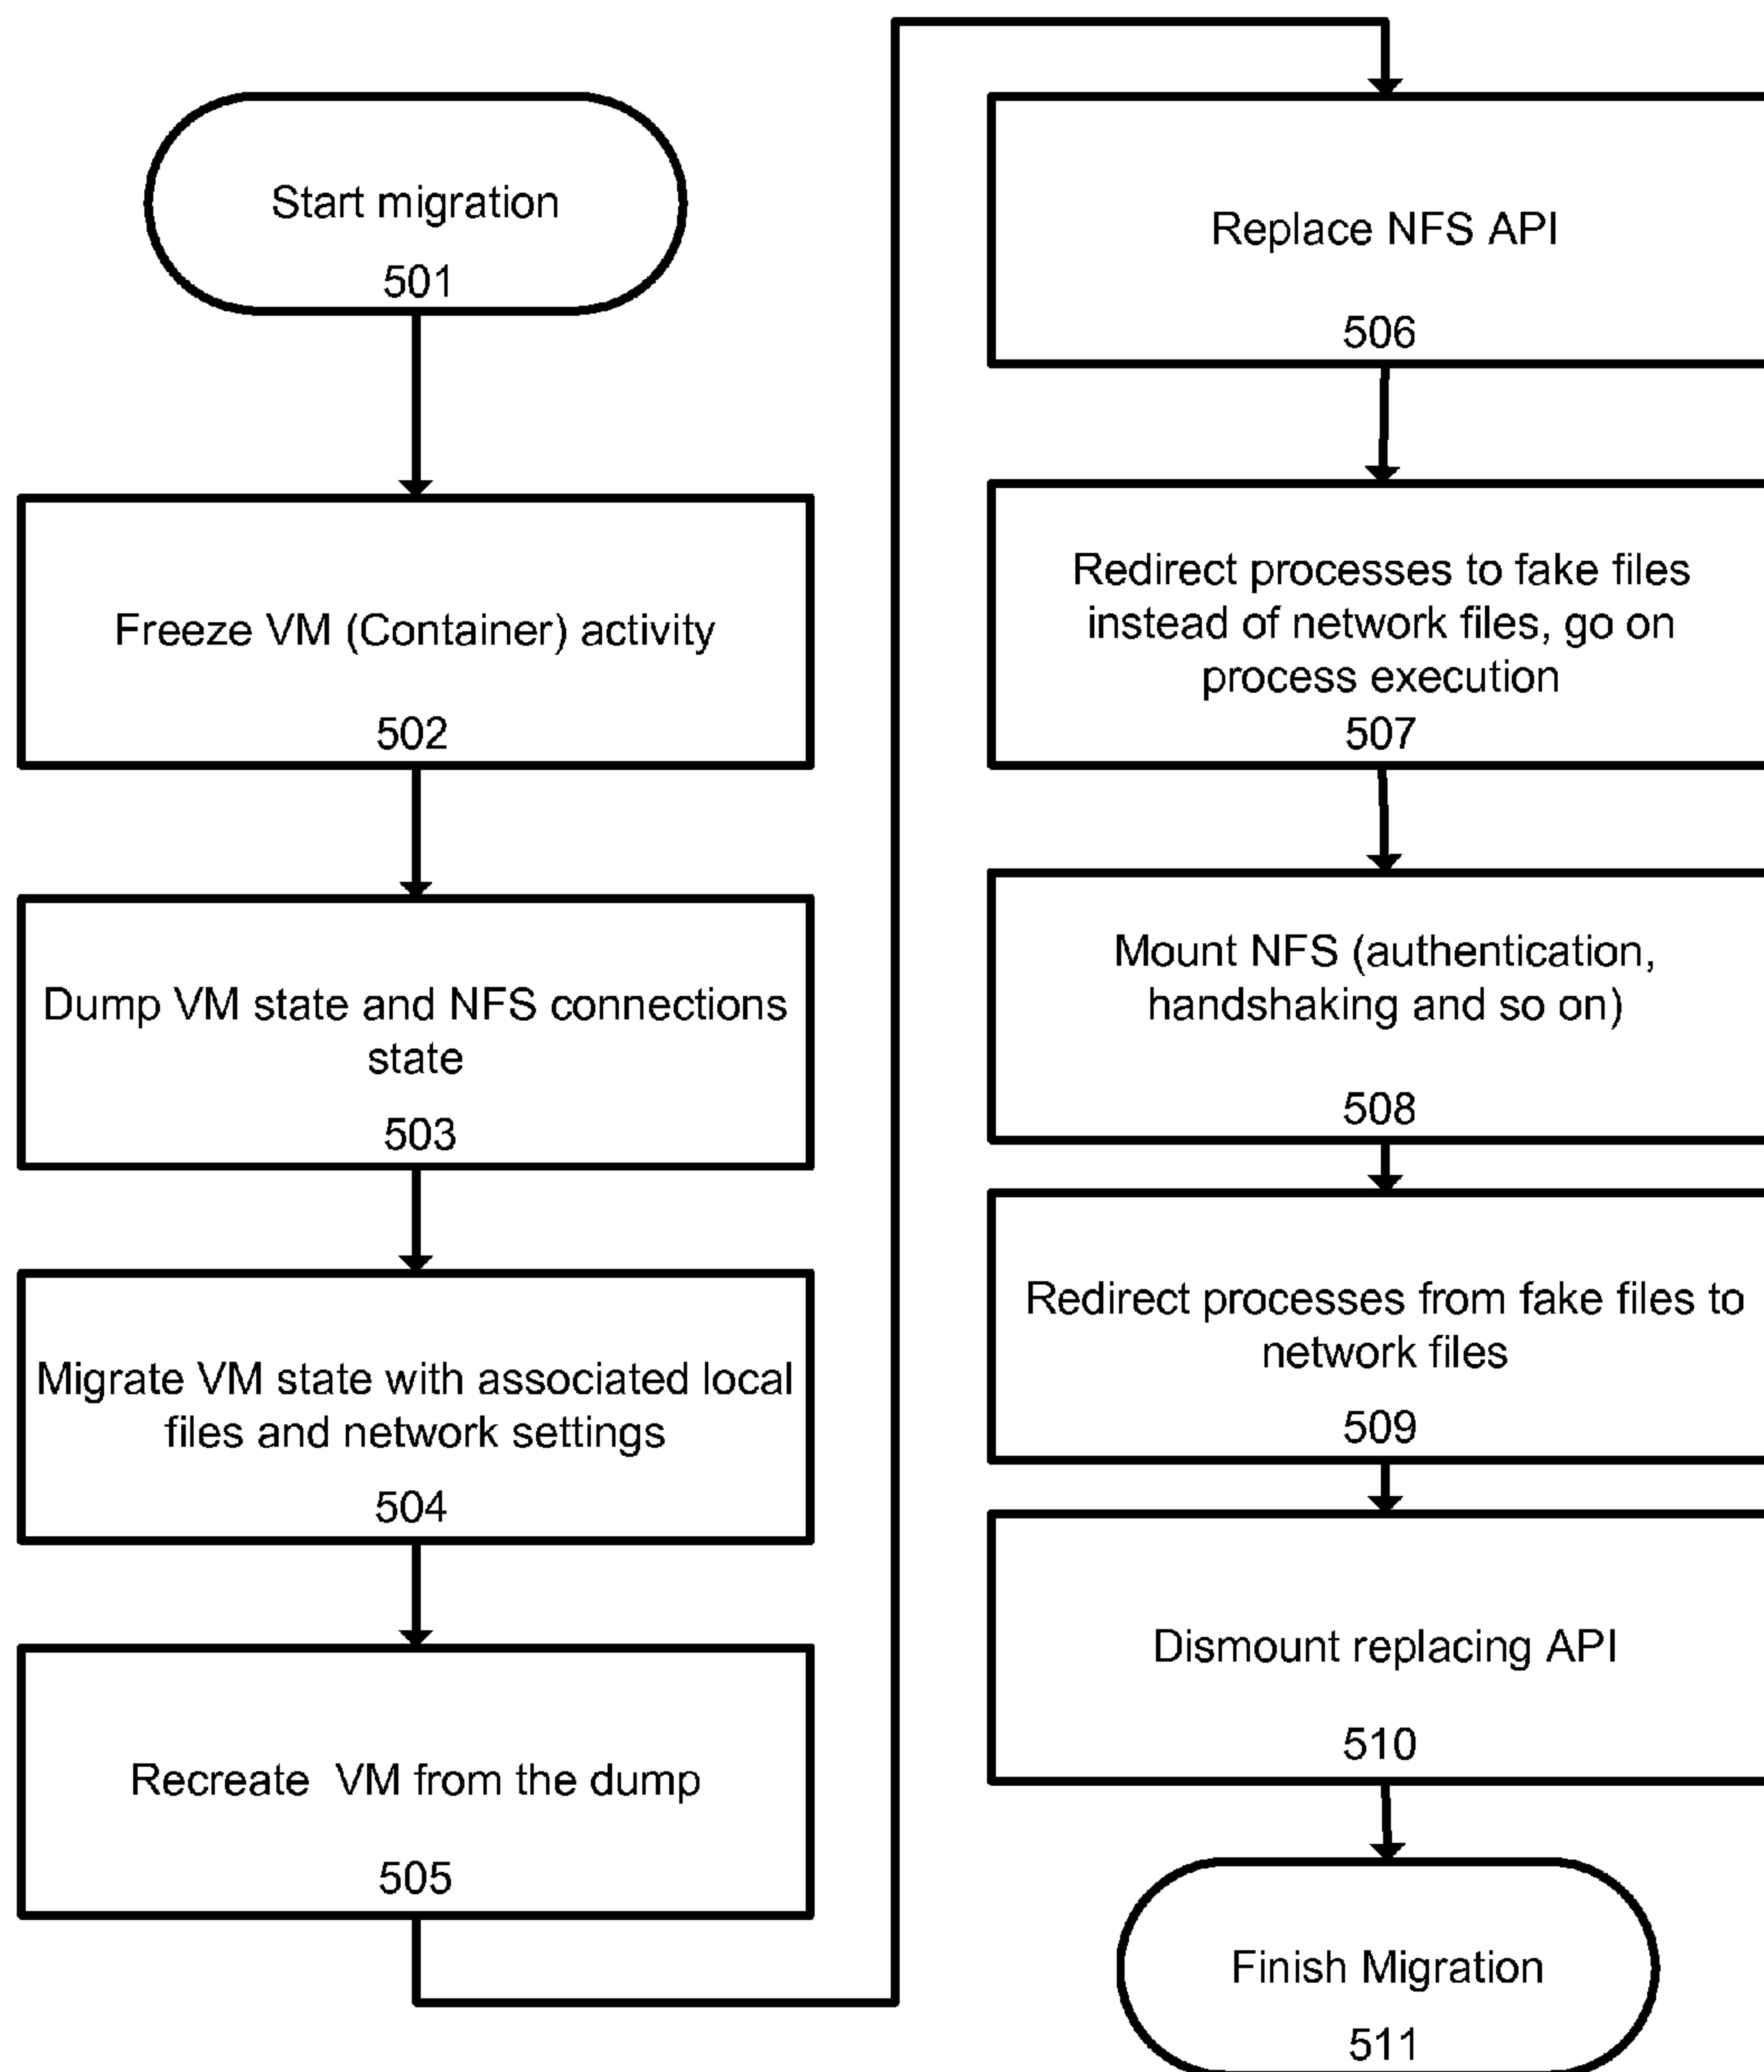 Start migration
501
Freeze VM (Container) activity
502
Dump VM state and NFS connections
state
503
Migrate VM state with associated local
files and network settings
504
Recreate VM from the dump
505
Replace NFS API
506
Redirect processes to fake files
instead of network files, go on
process execution
507
Mount NFS (authentication,
handshaking and so on)
508
Redirect processes from fake files to
network files
509
Dismount replacing API
510
Finish Migration
511